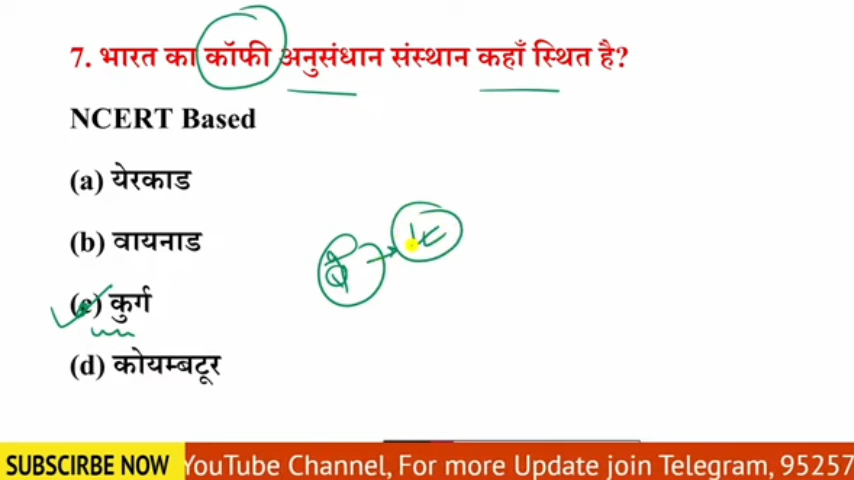 7. भारत का कॉफी अनुसंधान संस्थान कहाँ स्थित है?
NCERT Based
(a) येरकाड
(b) वायनाड
(c) कुर्ग
(d) कोयम्बटूर
SUBSCIRBE NOW YouTube Channel, For more Update join Telegram, 95257